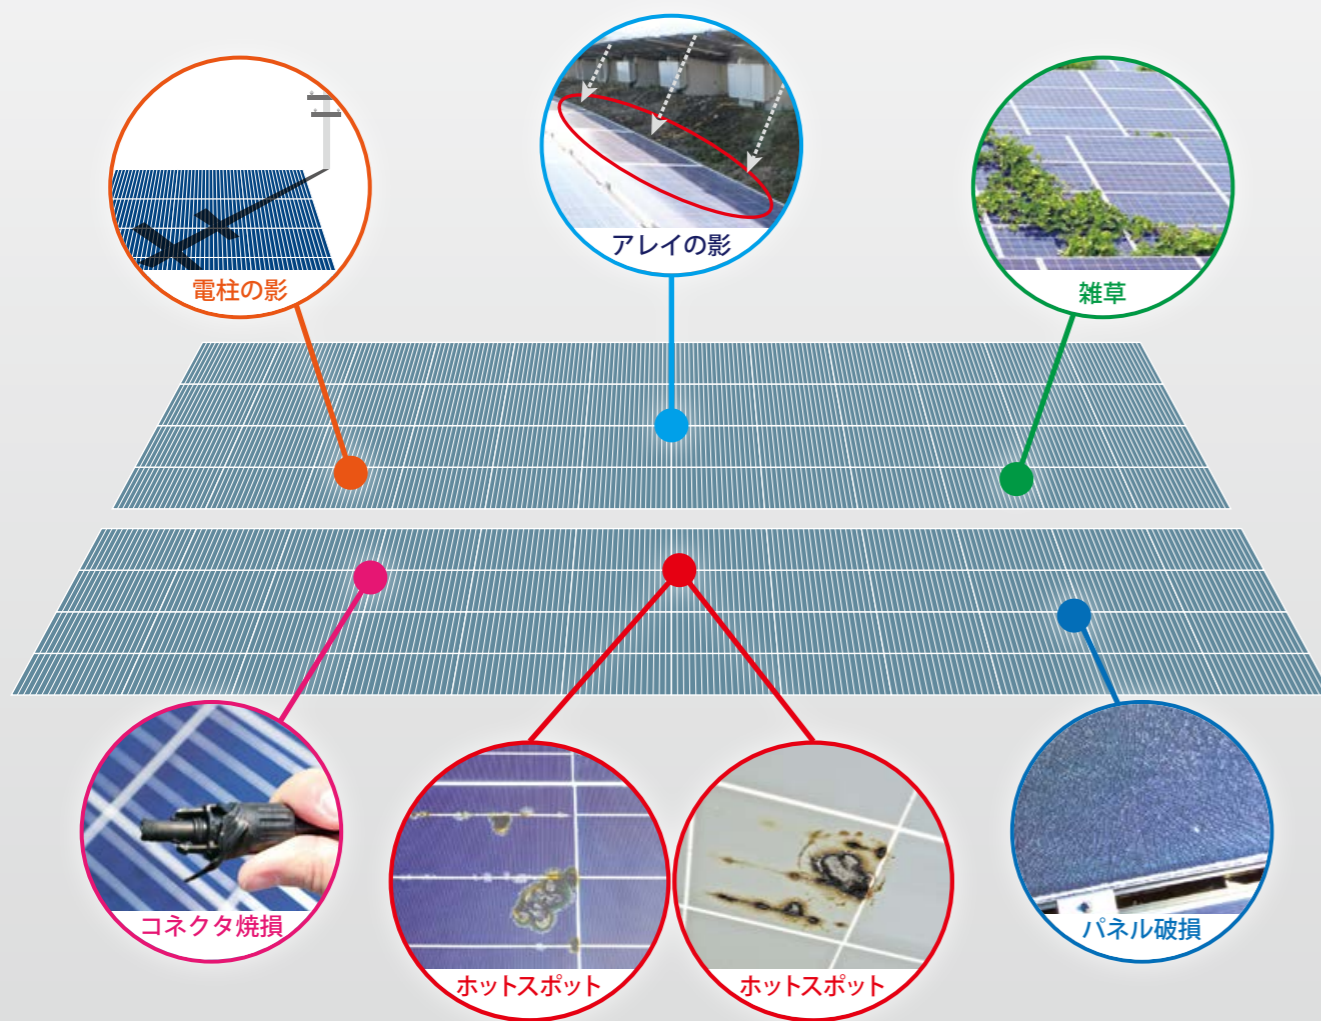 電柱の影
アレイの影
雑草
コネクタ焼損
ホットスポット
ホットスポット
パネル破損